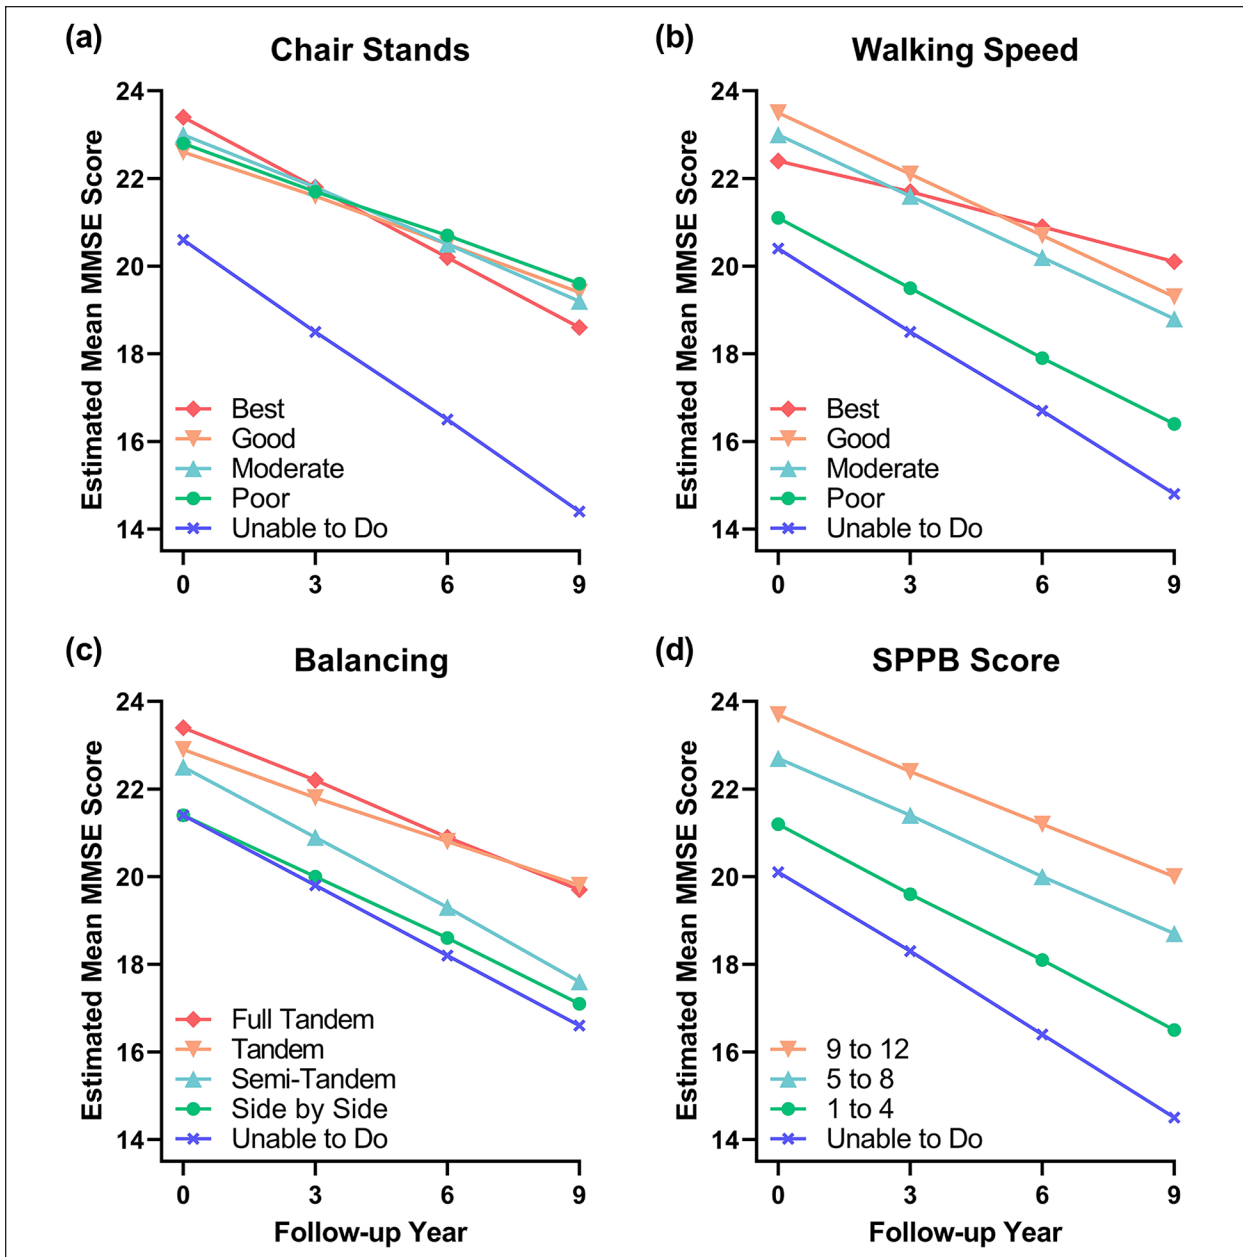 (a)
Chair Stands
Estimated Mean MMSE Score
24
22
20
18
16
14
Best
Good
Moderate
Poor
Unable to Do
0 3 6 9
(b)
Walking Speed
Estimated Mean MMSE Score
24
22
20
18
16
14
Best
Good
Moderate
Poor
Unable to Do
0 3 6 9
(c)
Balancing
Estimated Mean MMSE Score
24
22
20
18
16
14
Full Tandem
Tandem
Semi-Tandem
Side by Side
Unable to Do
0 3 6 9
Follow-up Year
(d)
SPPB Score
Estimated Mean MMSE Score
24
22
20
18
16
14
9 to 12
5 to 8
1 to 4
Unable to Do
0 3 6 9
Follow-up Year